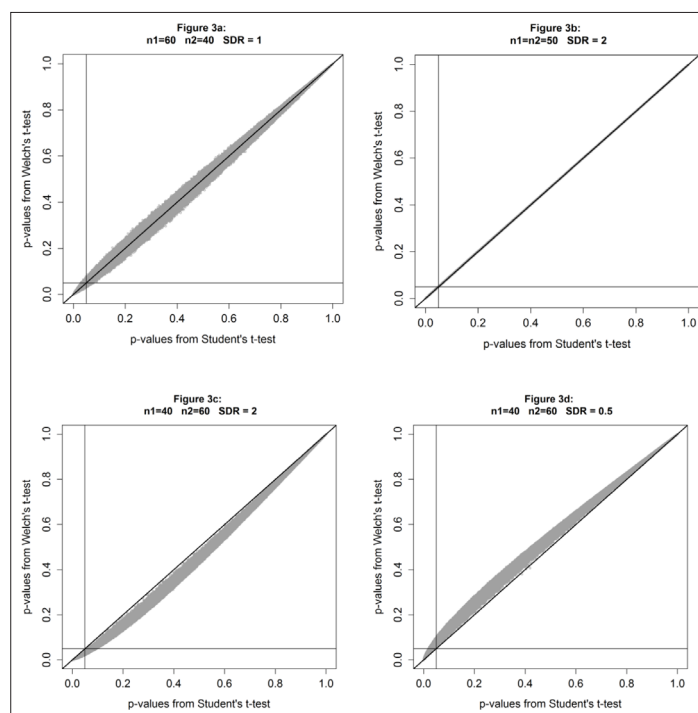 Figure 3a:
n1=60 n2=40 SDR = 1
p-values from Welch's t-test
0.0 0.2 0.4 0.6 0.8 1.0
0.0 0.2 0.4 0.6 0.8 1.0
p-values from Student's t-test
Figure 3b:
n1=n2=50 SDR = 2
p-values from Welch's t-test
0.0 0.2 0.4 0.6 0.8 1.0
0.0 0.2 0.4 0.6 0.8 1.0
p-values from Student's t-test
Figure 3c:
n1=40 n2=60 SDR = 2
p-values from Welch's t-test
0.0 0.2 0.4 0.6 0.8 1.0
0.0 0.2 0.4 0.6 0.8 1.0
p-values from Student's t-test
Figure 3d:
n1=40 n2=60 SDR = 0.5
p-values from Welch's t-test
0.0 0.2 0.4 0.6 0.8 1.0
0.0 0.2 0.4 0.6 0.8 1.0
p-values from Student's t-test